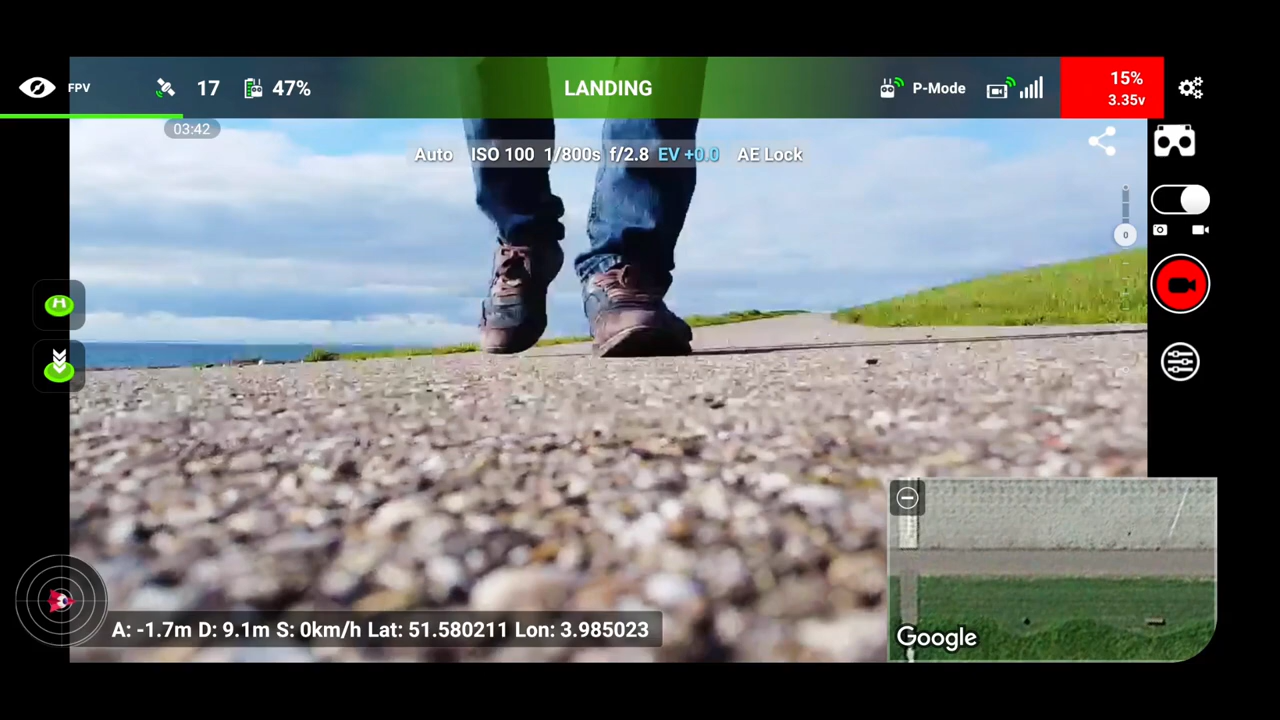 FPV
17
47%
LANDING
P-Mode
15%
3.35v
03:42
Auto ISO 100 1/800s f/2.8 EV +0.0 AE Lock
0
H
A: -1.7m D: 9.1m S: 0km/h Lat: 51.580211 Lon: 3.985023
Google